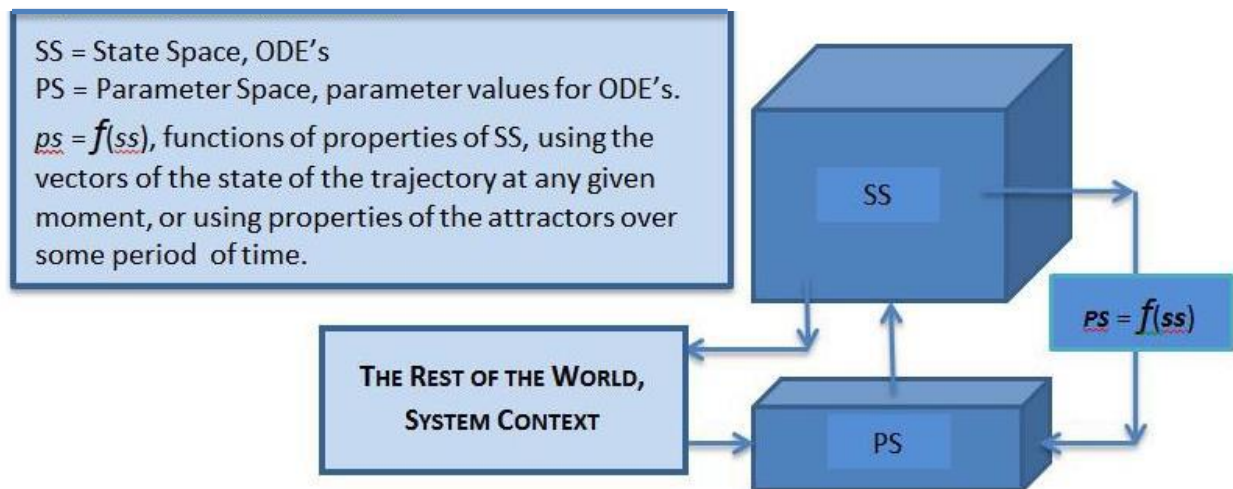 SS = State Space, ODE's
PS = Parameter Space, parameter values for ODE's.
ps = f(ss), functions of properties of SS, using the
vectors of the state of the trajectory at any given
moment, or using properties of the attractors over
some period of time.
SS
ps = f(ss)
THE REST OF THE WORLD,
SYSTEM CONTEXT
PS